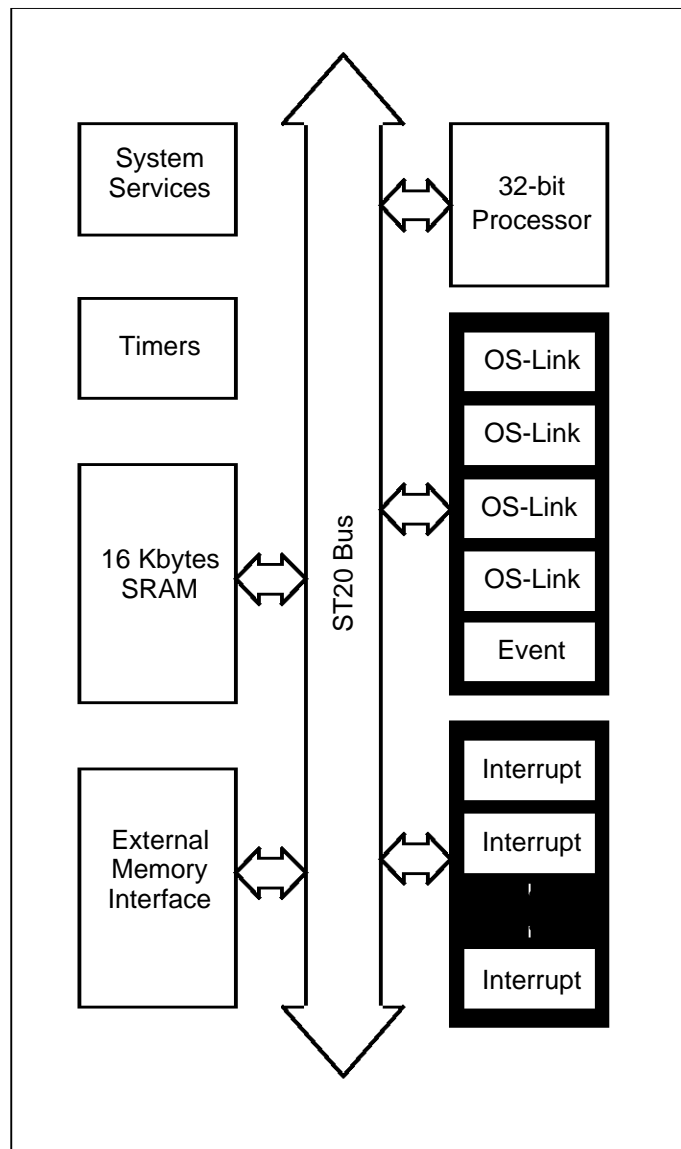 System
Services
Timers
16 Kbytes
SRAM
External
Memory
Interface
ST20 Bus
32-bit
Processor
OS-Link
OS-Link
OS-Link
OS-Link
Event
Interrupt
Interrupt
Interrupt